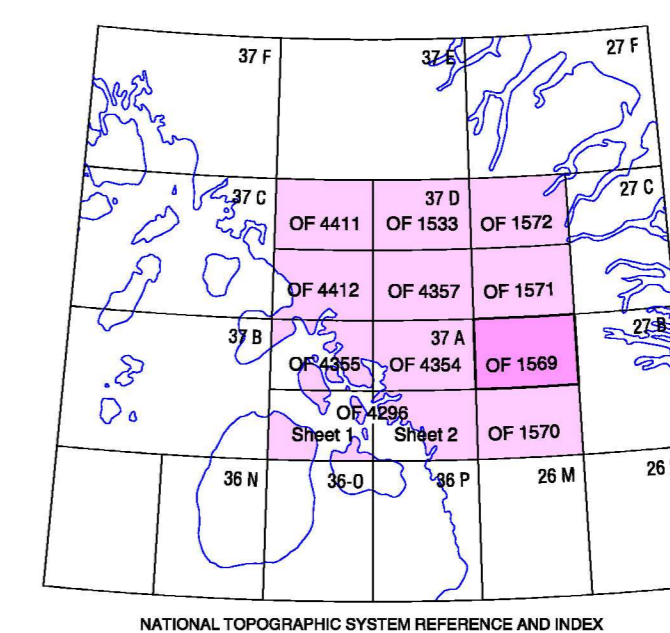 37 F
37 E
27 F
37 C
37 D
27 C
OF 4411
OF 1533
OF 1572
OF 4412
OF 4357
OF 1571
37 B
37 A
27 B
OF 4355
OF 4354
OF 1569
OF 4296
Sheet 1
Sheet 2
OF 1570
36 N
36-O
36 P
26 M
26
NATIONAL TOPOGRAPHIC SYSTEM REFERENCE AND INDEX